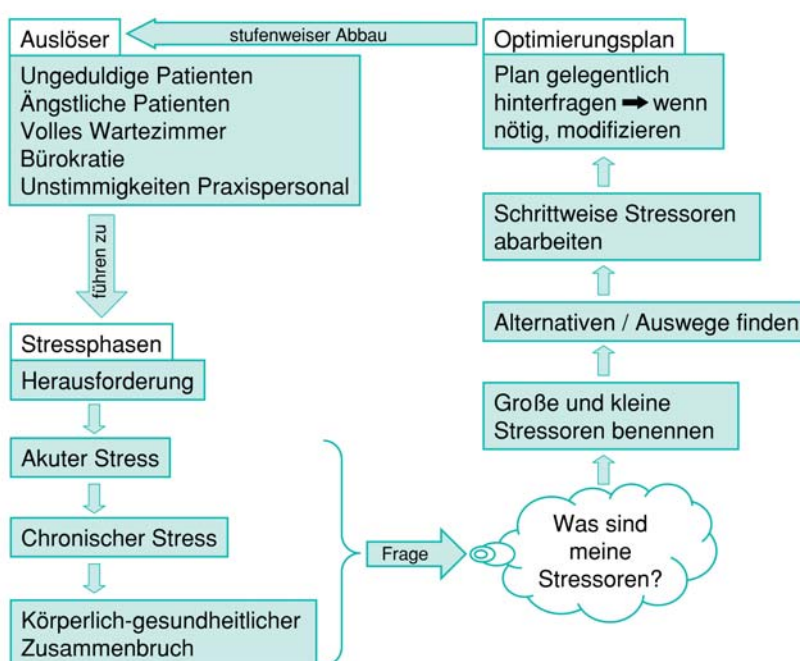 Auslöser
Ungeduldige Patienten
Ängstliche Patienten
Volles Wartezimmer
Bürokratie
Unstimmigkeiten Praxispersonal
führen zu
Stressphasen
Herausforderung
Akuter Stress
Chronischer Stress
Körperlich-gesundheitlicher
Zusammenbruch
Frage
Was sind
meine
Stressoren?
Große und kleine
Stressoren benennen
Alternativen / Auswege finden
Schrittweise Stressoren
abarbeiten
Optimierungsplan
Plan gelegentlich
hinterfragen ➡ wenn
nötig, modifizieren
stufenweiser Abbau